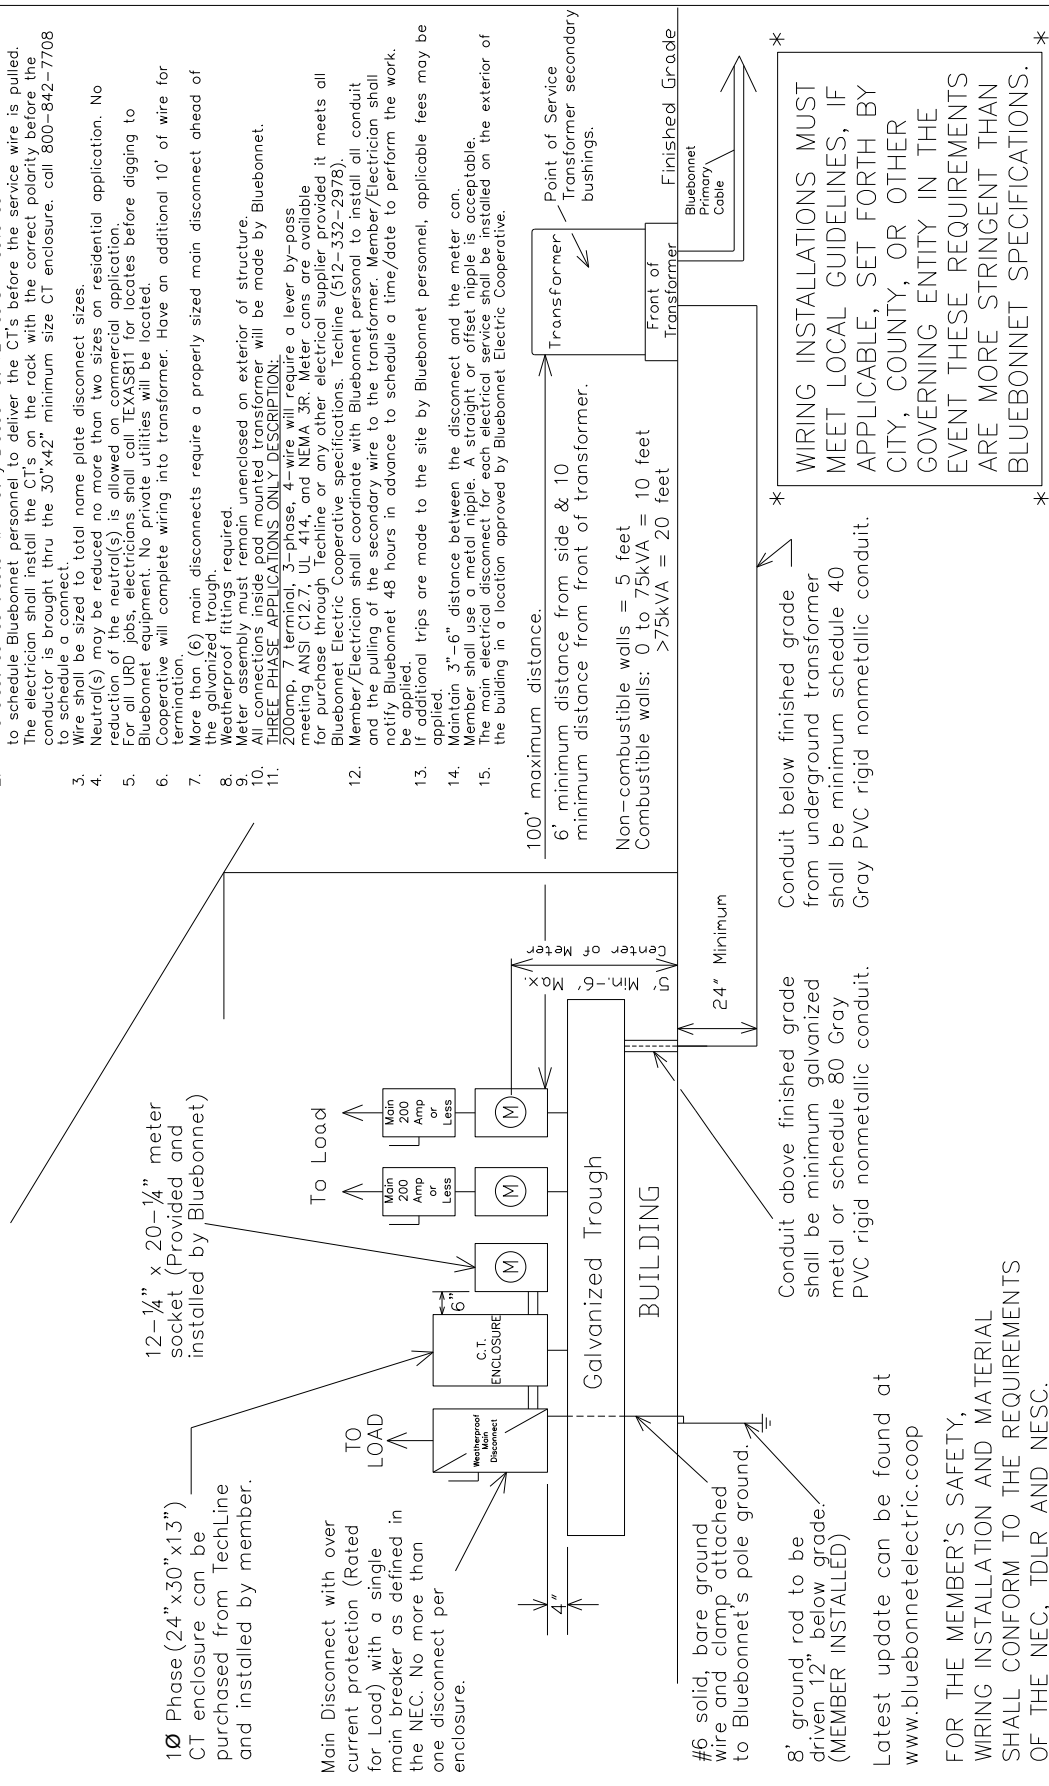 to schedule Bluebonnet personnel to deliver the CT's before the service wire is pulled.
The electrician shall install the CT's on the rack with the correct polarity before the
conductor is brought thru the 30"x42" minimum size CT enclosure. call 800-842-7708
to schedule a connect.
3. Wire shall be sized to total name plate disconnect sizes.
4. Neutral(s) may be reduced no more than two sizes on residential application. No
reduction of the neutral(s) is allowed on commercial application.
5. For all URD jobs, electricians shall call TEXAS811 for locates before digging to
Bluebonnet equipment. No private utilities will be located.
6. Cooperative will complete wiring into transformer. Have an additional 10' of wire for
termination.
7. More than (6) main disconnects require a properly sized main disconnect ahead of
the galvanized trough.
8. Weatherproof fittings required.
9. Meter assembly must remain unenclosed on exterior of structure.
10. All connections inside pad mounted transformer will be made by Bluebonnet.
11. THREE PHASE APPLICATIONS ONLY DESCRIPTION:
200amp, 7 terminal, 3-phase, 4-wire will require a lever by-pass
meeting ANSI C12.7, UL 414, and NEMA 3R. Meter cans are available
for purchase through Techline or any other electrical supplier provided it meets all
Bluebonnet Electric Cooperative specifications. Techline (512-332-2978).
12. Member/Electrician shall coordinate with Bluebonnet personal to install all conduit
and the pulling of the secondary wire to the transformer. Member/Electrician shall
notify Bluebonnet 48 hours in advance to schedule a time/date to perform the work.
be applied.
13. If additional trips are made to the site by Bluebonnet personnel, applicable fees may be
applied.
14. Maintain 3"-6" distance between the disconnect and the meter can.
Member shall use a metal nipple. A straight or offset nipple is acceptable.
15. The main electrical disconnect for each electrical service shall be installed on the exterior of
the building in a location approved by Bluebonnet Electric Cooperative.
1Ø Phase (24"x30"x13")
CT enclosure can be
purchased from TechLine
and installed by member.
12-1/4" x 20-1/4" meter
socket (Provided and
installed by Bluebonnet)
Main Disconnect with over
current protection (Rated
for Load) with a single
main breaker as defined in
the NEC. No more than
one disconnect per
enclosure.
TO
LOAD
To Load
Weatherproof
Main
Disconnect
C.T.
ENCLOSURE
6"
M
M
M
Main
200
Amp
or
Less
Main
200
Amp
or
Less
4"
Galvanized Trough
BUILDING
5' Min.-6' Max.
Center of Meter
100' maximum distance.
6' minimum distance from side & 10
minimum distance from front of transformer.
Non-combustible walls = 5 feet
Combustible walls: 0 to 75kVA = 10 feet
>75kVA = 20 feet
Transformer
Front of
Transformer
Point of Service
Transformer secondary
bushings.
Finished Grade
Bluebonnet
Primary
Cable
24" Minimum
#6 solid, bare ground
wire and clamp attached
to Bluebonnet's pole ground.
8' ground rod to be
driven 12" below grade.
(MEMBER INSTALLED)
Conduit above finished grade
shall be minimum galvanized
metal or schedule 80 Gray
PVC rigid nonmetallic conduit.
Conduit below finished grade
from underground transformer
shall be minimum schedule 40
Gray PVC rigid nonmetallic conduit.
Latest update can be found at
www.bluebonnetelectric.coop
FOR THE MEMBER'S SAFETY,
WIRING INSTALLATION AND MATERIAL
SHALL CONFORM TO THE REQUIREMENTS
OF THE NEC, TDLR AND NESC.
* *
WIRING INSTALLATIONS MUST
MEET LOCAL GUIDELINES, IF
APPLICABLE, SET FORTH BY
CITY, COUNTY, OR OTHER
GOVERNING ENTITY IN THE
EVENT THESE REQUIREMENTS
ARE MORE STRINGENT THAN
BLUEBONNET SPECIFICATIONS.
* *